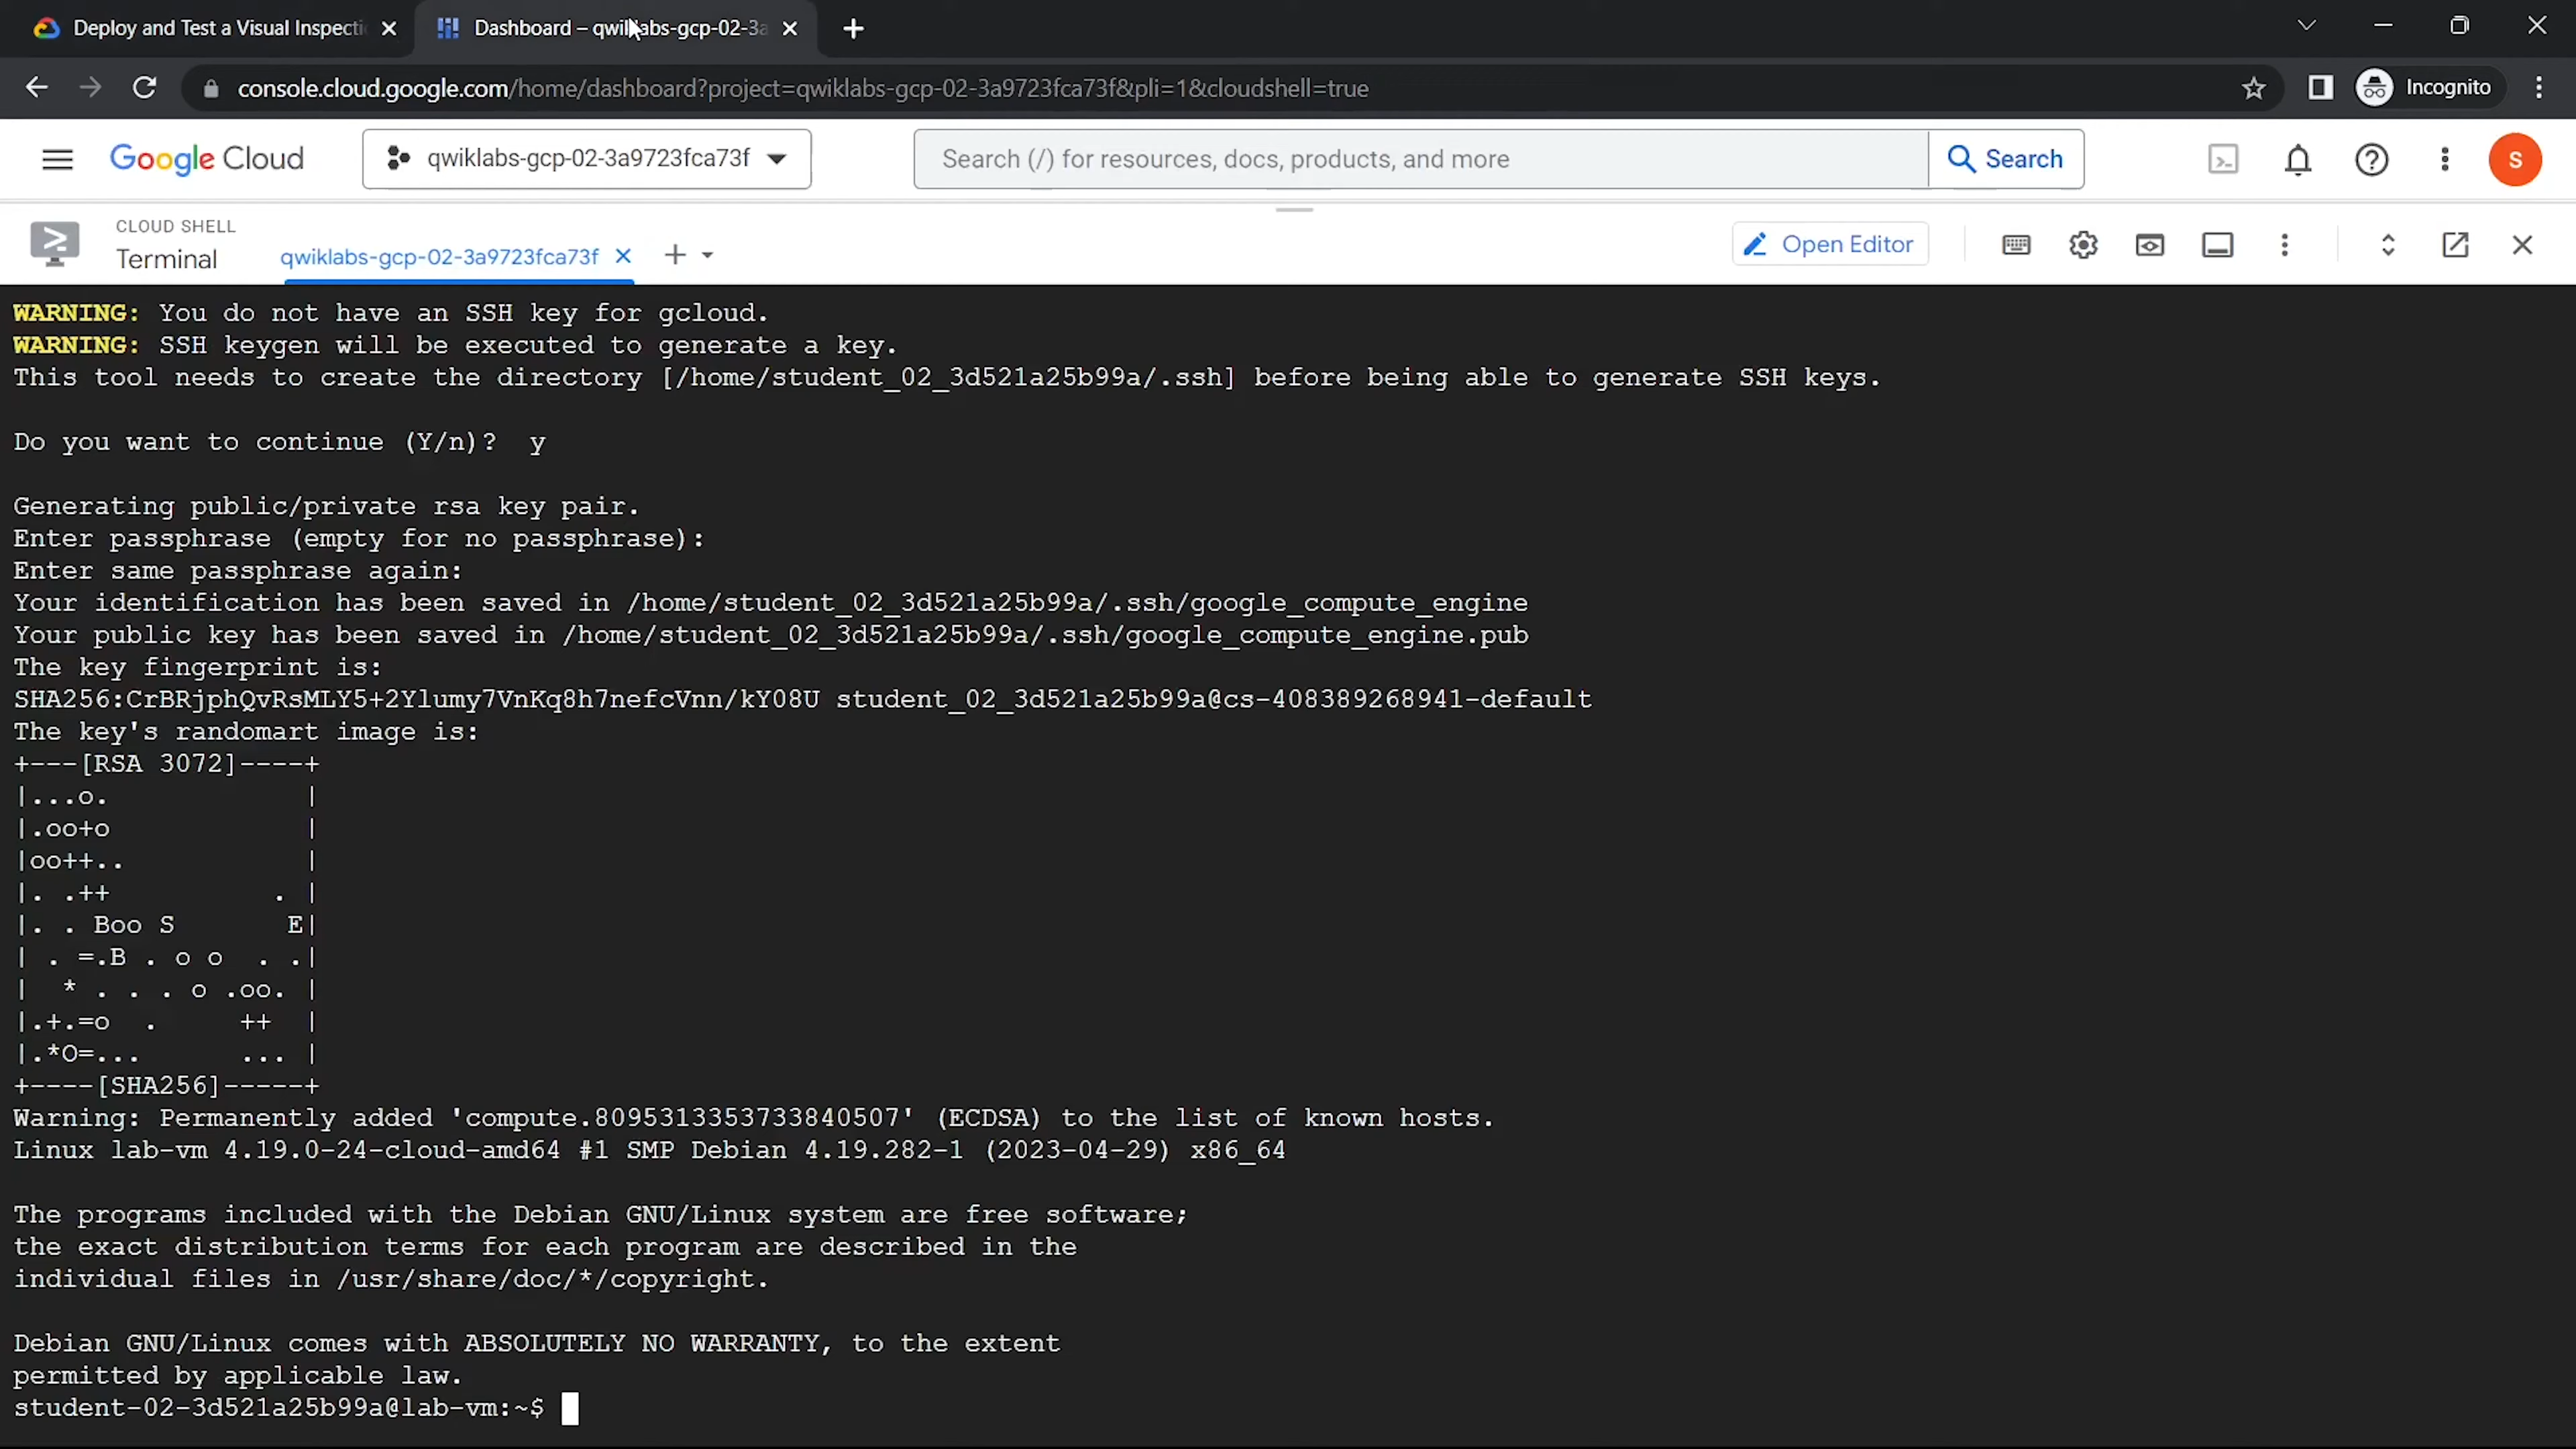 Deploy and Test a Visual Inspecti
Dashboard – qwiklabs-gcp-02-3a
console.cloud.google.com/home/dashboard?project=qwiklabs-gcp-02-3a9723fca73f&pli=1&cloudshell=true
Incognito
Google Cloud
qwiklabs-gcp-02-3a9723fca73f
Search (/) for resources, docs, products, and more
Search
S
CLOUD SHELL
Terminal
qwiklabs-gcp-02-3a9723fca73f
Open Editor
WARNING: You do not have an SSH key for gcloud.
WARNING: SSH keygen will be executed to generate a key.
This tool needs to create the directory [/home/student_02_3d521a25b99a/.ssh] before being able to generate SSH keys.
Do you want to continue (Y/n)?  y
Generating public/private rsa key pair.
Enter passphrase (empty for no passphrase):
Enter same passphrase again:
Your identification has been saved in /home/student_02_3d521a25b99a/.ssh/google_compute_engine
Your public key has been saved in /home/student_02_3d521a25b99a/.ssh/google_compute_engine.pub
The key fingerprint is:
SHA256:CrBRjphQvRsMLY5+2Ylumy7VnKq8h7nefcVnn/kY08U student_02_3d521a25b99a@cs-408389268941-default
The key's randomart image is:
+---[RSA 3072]----+
|...o.            |
|.oo+o            |
|oo++..           |
|. .++          . |
|. . Boo S       E|
| . =.B . o o  . .|
|  * . . . o .oo. |
|.+.=o  .     ++  |
|.*O=...      ... |
+----[SHA256]-----+
Warning: Permanently added 'compute.8095313353733840507' (ECDSA) to the list of known hosts.
Linux lab-vm 4.19.0-24-cloud-amd64 #1 SMP Debian 4.19.282-1 (2023-04-29) x86_64
The programs included with the Debian GNU/Linux system are free software;
the exact distribution terms for each program are described in the
individual files in /usr/share/doc/*/copyright.
Debian GNU/Linux comes with ABSOLUTELY NO WARRANTY, to the extent
permitted by applicable law.
student-02-3d521a25b99a@lab-vm:~$